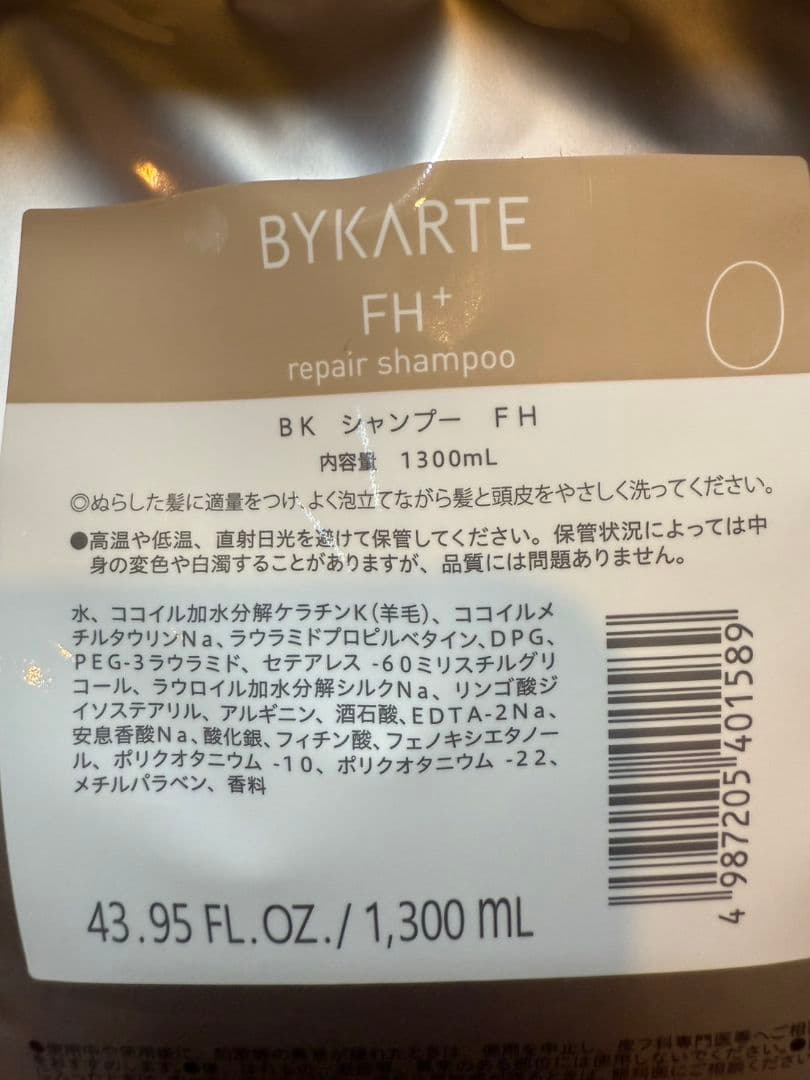 BYKARTE
FH+
repair shampoo
BK シャンプー FH
内容量 1300mL
◎ぬらした髪に適量をつけ、よく泡立てながら髪と頭皮をやさしく洗ってください。
●高温や低温、直射日光を避けて保管してください。保管状況によっては中
身の変色や白濁することがありますが、品質には問題ありません。
水、ココイル加水分解ケラチンK(羊毛)、ココイルメ
チルタウリンNa、ラウラミドプロピルベタイン、DPG、
PEG-3ラウラミド、セテアレス -60ミリスチルグリ
コール、ラウロイル加水分解シルクNa、リンゴ酸ジ
イソステアリル、アルギニン、酒石酸、EDTA-2Na、
安息香酸Na、酸化銀、フィチン酸、フェノキシエタノー
ル、ポリクオタニウム -10、ポリクオタニウム -22、
メチルパラベン、香料
4 987205 401589
43.95 FL.OZ./ 1,300 mL